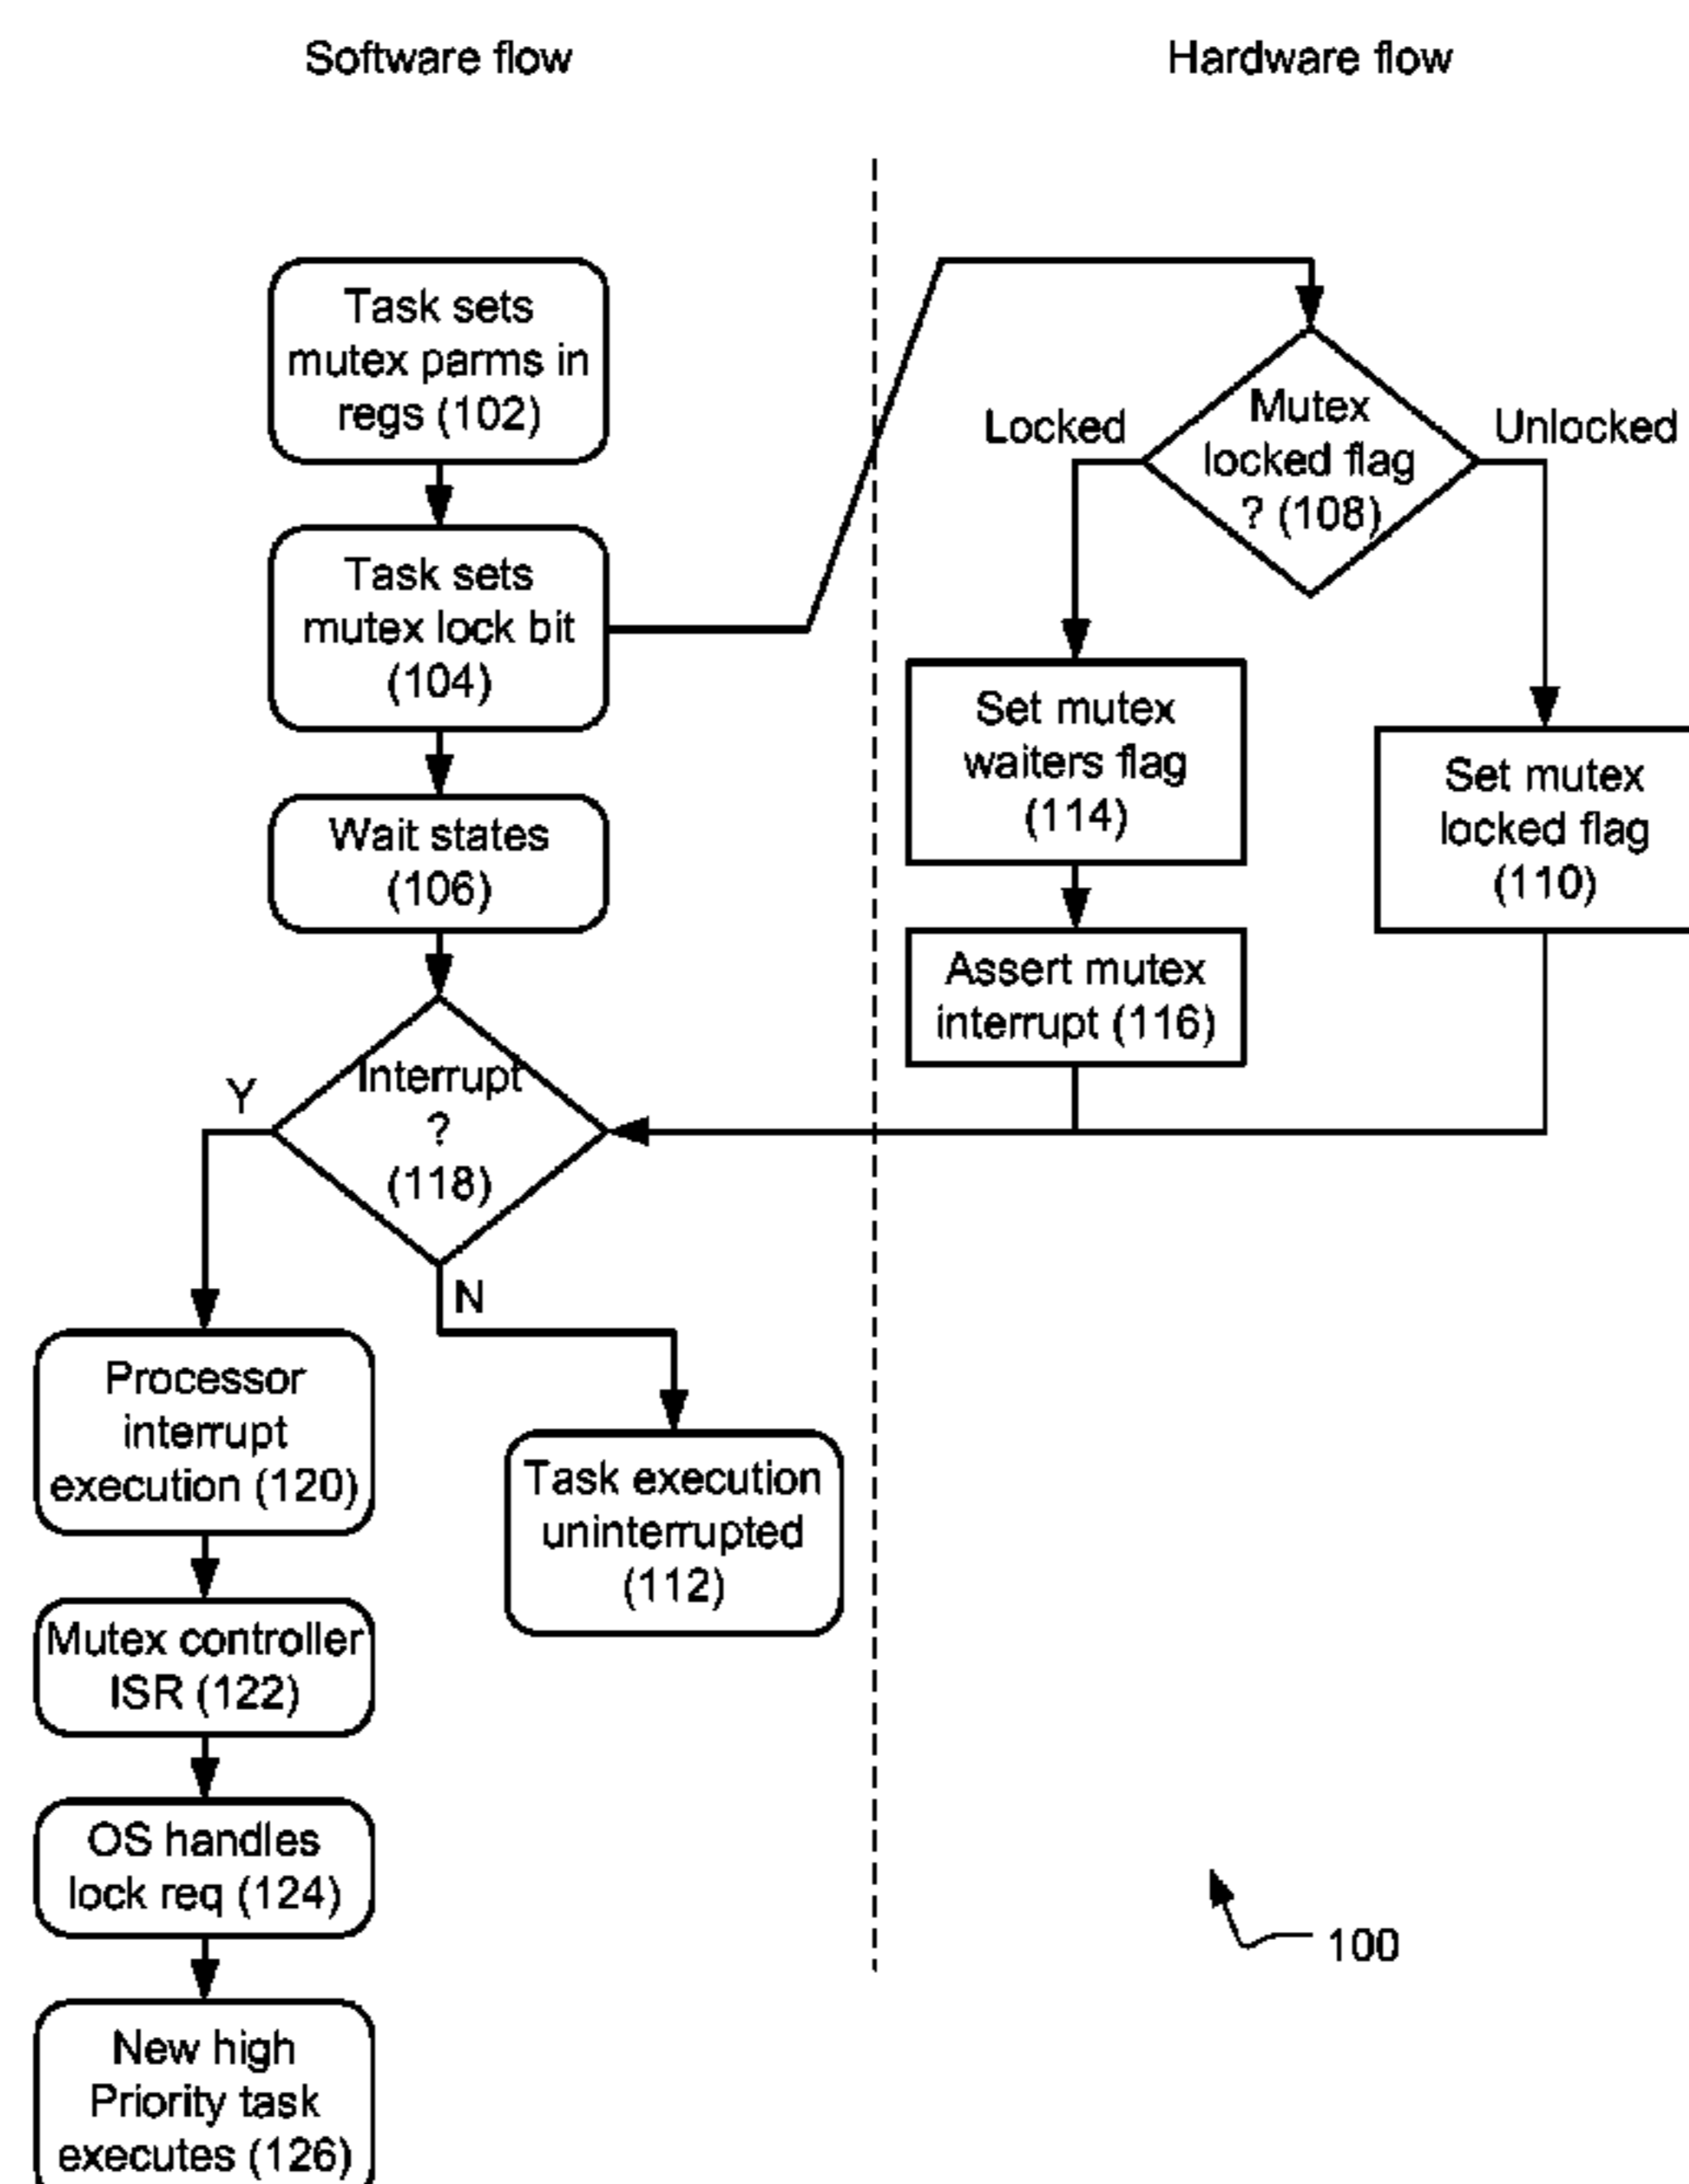 Software flow
Hardware flow
Task sets
mutex parms in
regs (102)
Task sets
mutex lock bit
(104)
Wait states
(106)
Mutex
locked flag
? (108)
Locked
Unlocked
Set mutex
waiters flag
(114)
Set mutex
locked flag
(110)
Assert mutex
interrupt (116)
Interrupt
?
(118)
Y
N
Processor
interrupt
execution (120)
Task execution
uninterrupted
(112)
Mutex controller
ISR (122)
OS handles
lock req (124)
New high
Priority task
executes (126)
100